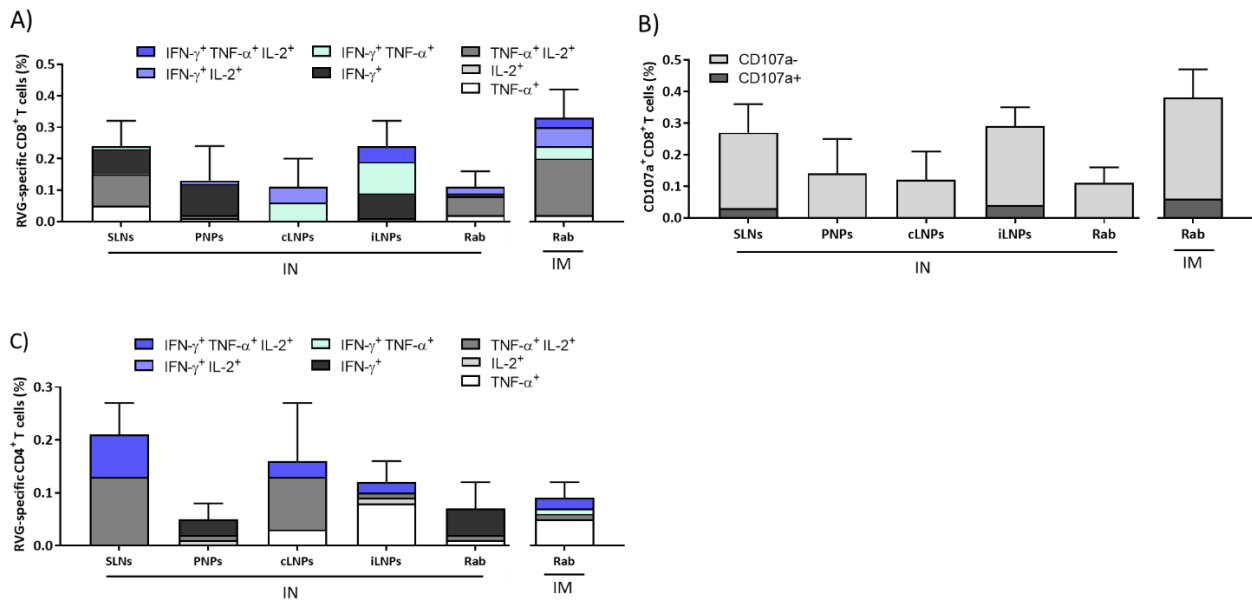 A)
IFN-γ⁺ TNF-α⁺ IL-2⁺
IFN-γ⁺ TNF-α⁺
TNF-α⁺ IL-2⁺
IFN-γ⁺ IL-2⁺
IFN-γ⁺
IL-2⁺
TNF-α⁺
RVG-specific CD8⁺ T cells (%)
0.5
0.4
0.3
0.2
0.1
0.0
SLNs PNPs cLNPs iLNPs Rab Rab
IN IM
B)
CD107a-
CD107a+
CD107a⁺ CD8⁺ T cells (%)
0.5
0.4
0.3
0.2
0.1
0.0
SLNs PNPs cLNPs iLNPs Rab Rab
IN IM
C)
IFN-γ⁺ TNF-α⁺ IL-2⁺
IFN-γ⁺ TNF-α⁺
TNF-α⁺ IL-2⁺
IFN-γ⁺ IL-2⁺
IFN-γ⁺
IL-2⁺
TNF-α⁺
RVG-specific CD4⁺ T cells (%)
0.3
0.2
0.1
0.0
SLNs PNPs cLNPs iLNPs Rab Rab
IN IM